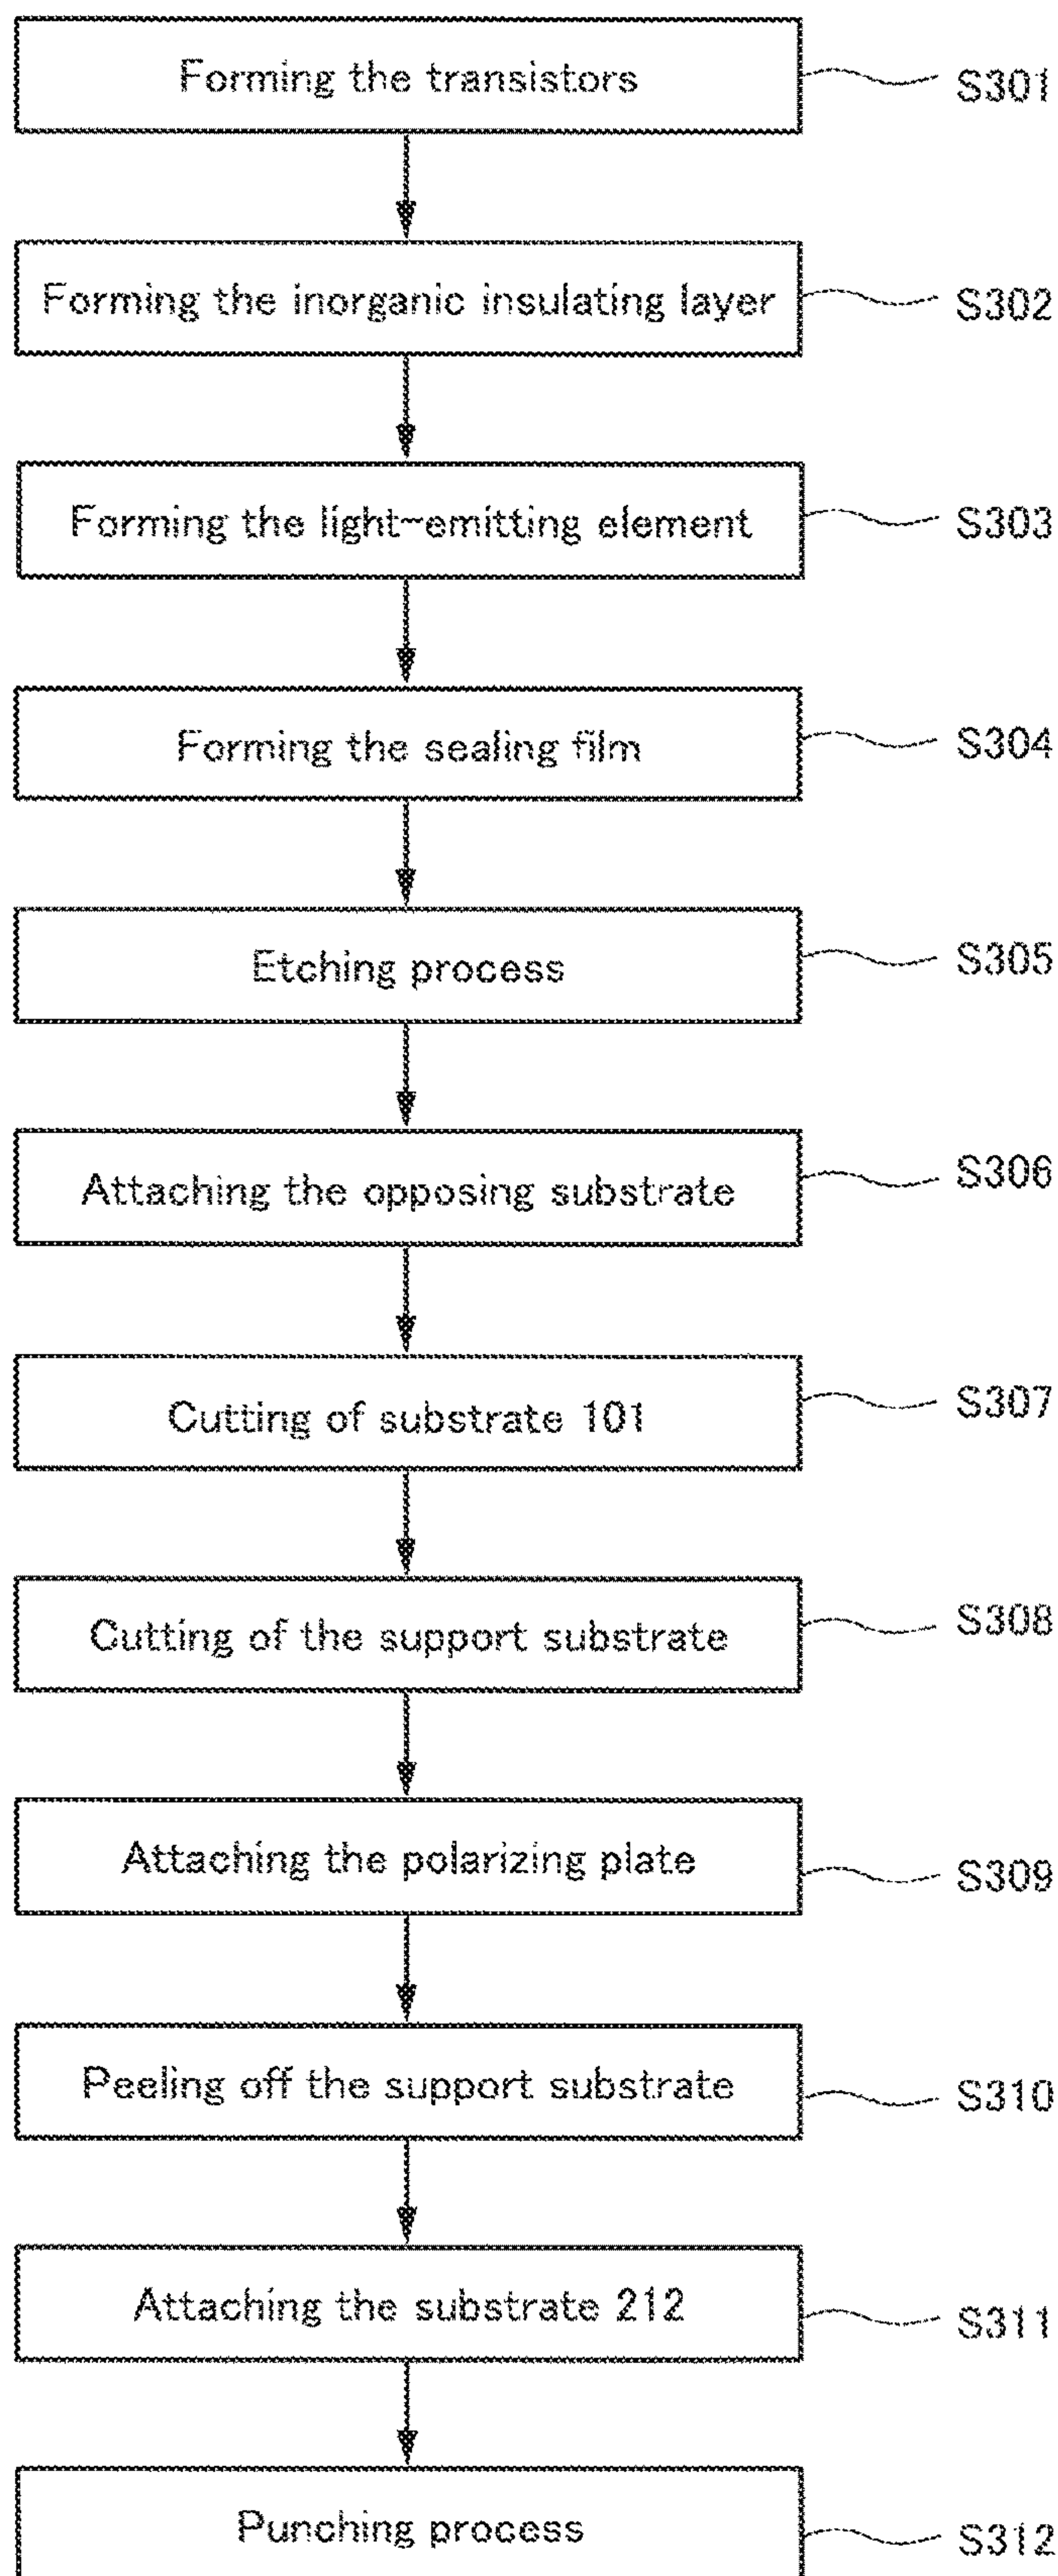 Forming the transistors S301
Forming the inorganic insulating layer S302
Forming the light-emitting element S303
Forming the sealing film S304
Etching process S305
Attaching the opposing substrate S306
Cutting of substrate 101 S307
Cutting of the support substrate S308
Attaching the polarizing plate S309
Peeling off the support substrate S310
Attaching the substrate 212 S311
Punching process S312